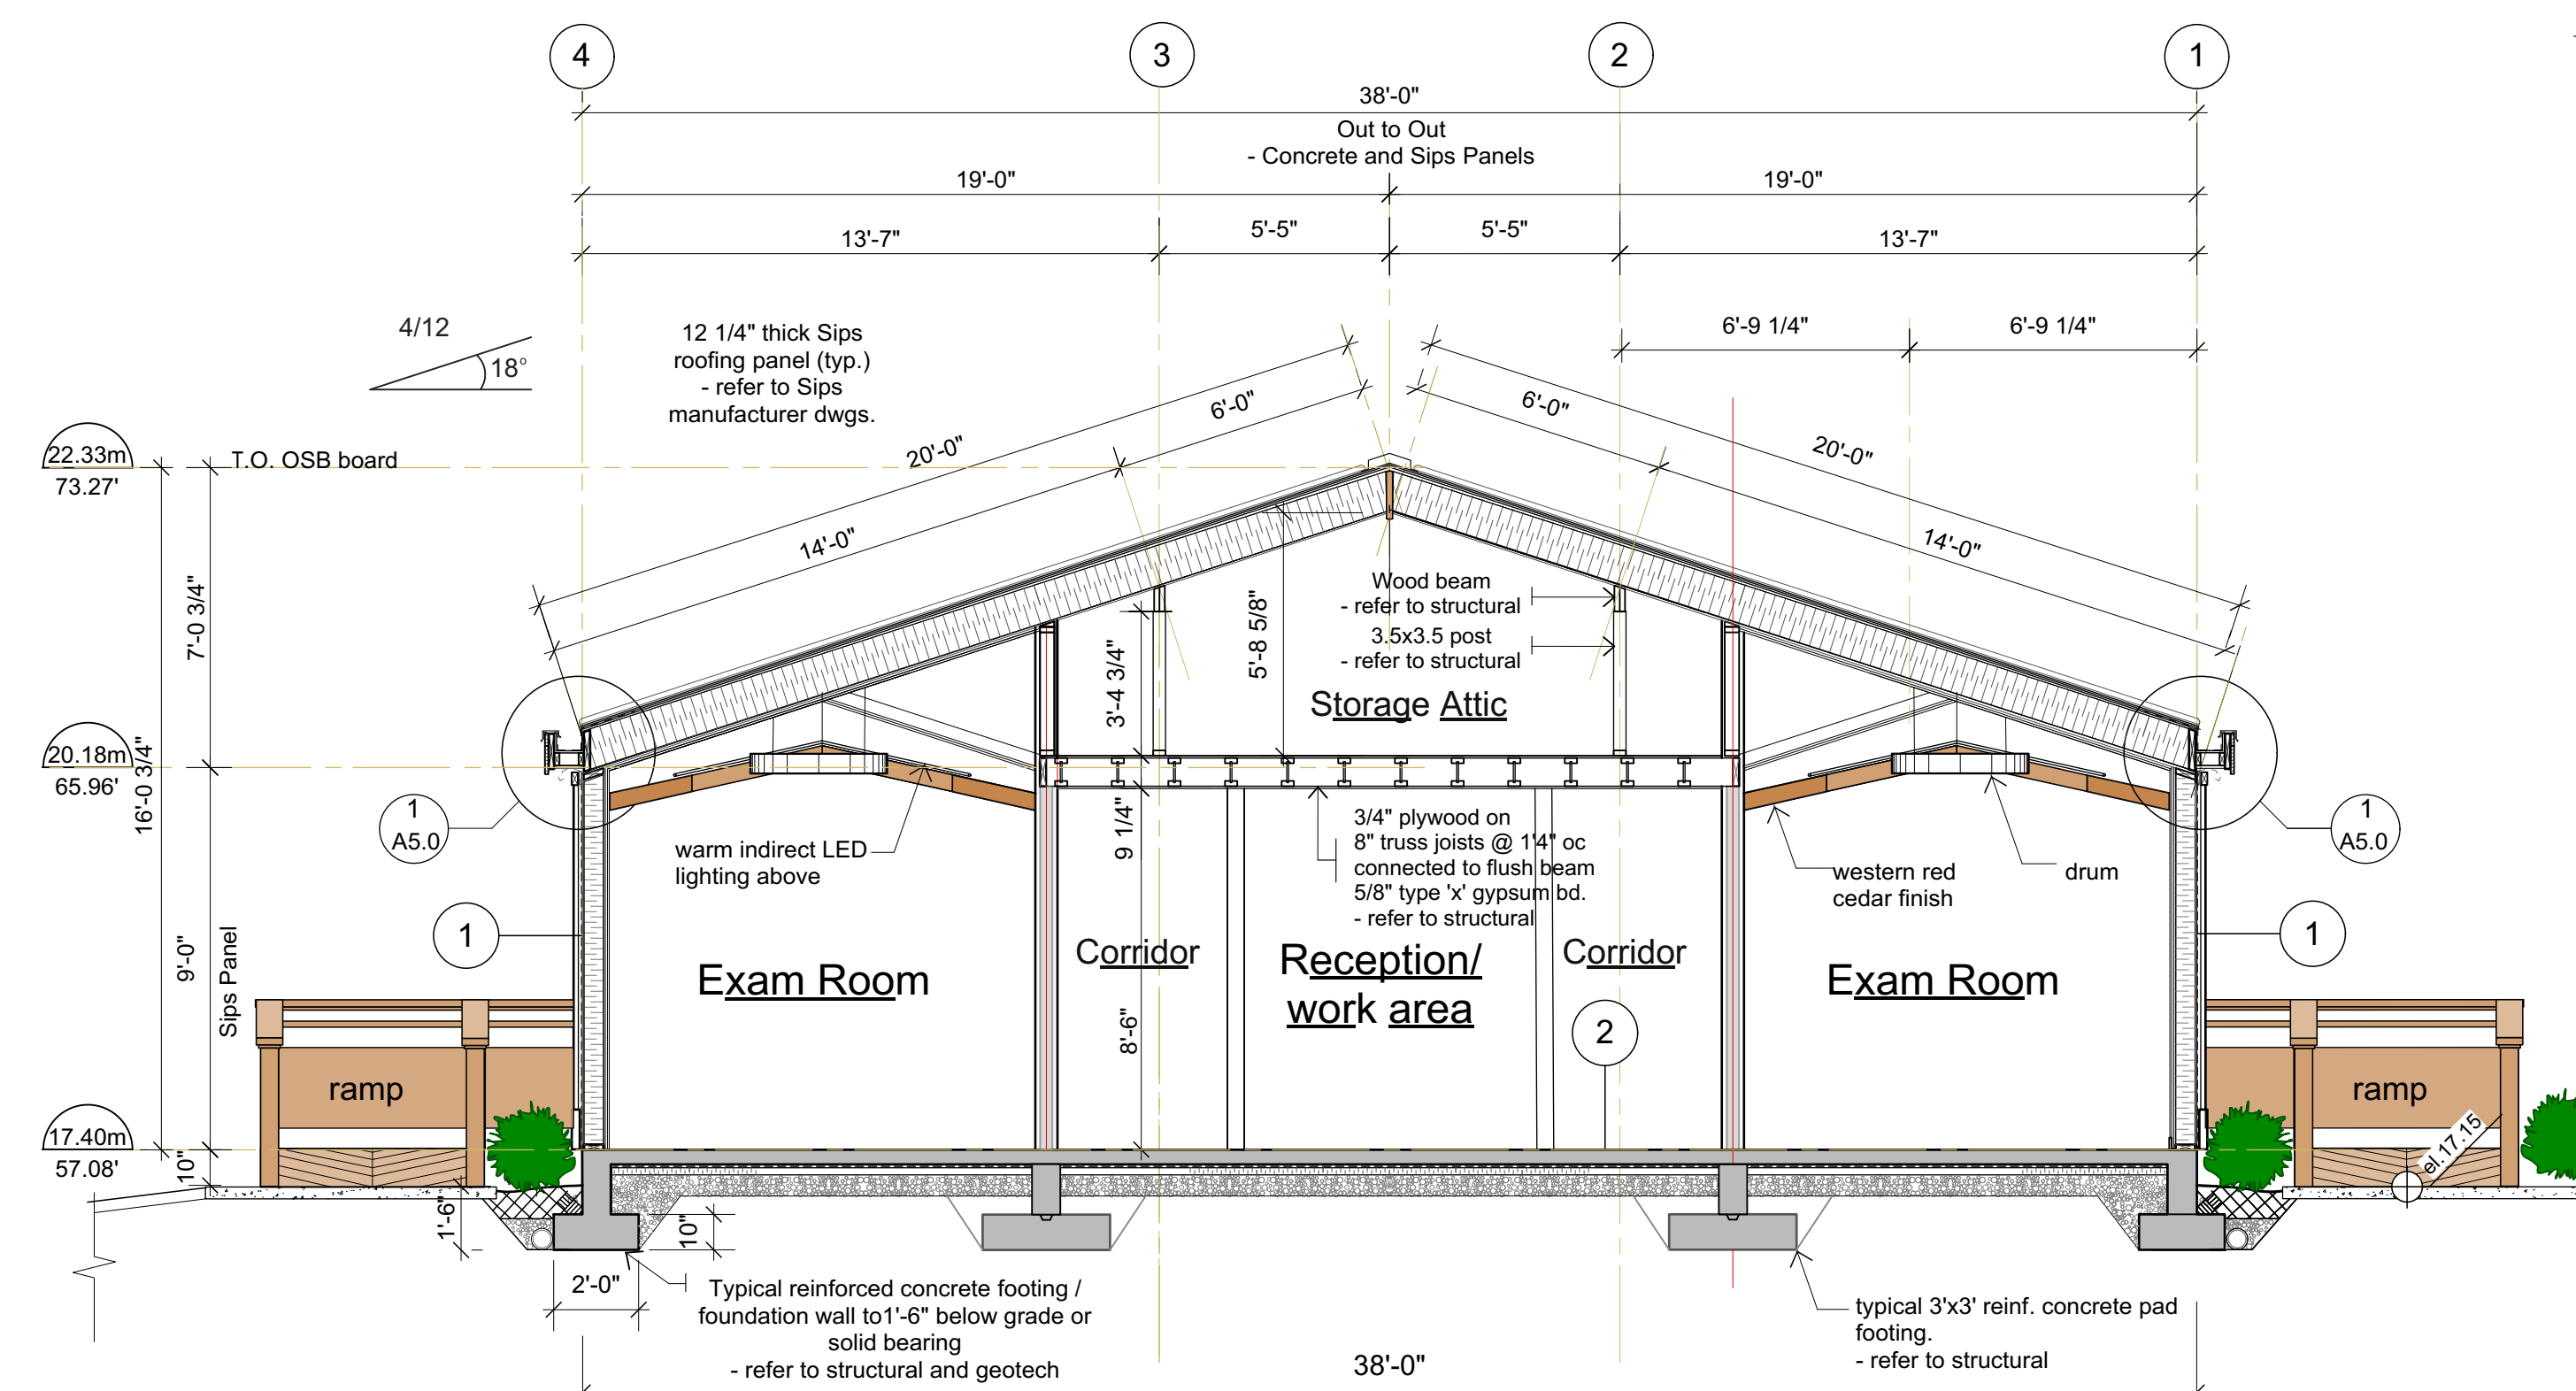 4
3
2
1
38'-0"
Out to Out
- Concrete and Sips Panels
19'-0"
19'-0"
13'-7"
5'-5"
5'-5"
13'-7"
6'-9 1/4"
6'-9 1/4"
4/12
18°
12 1/4" thick Sips
roofing panel (typ.)
- refer to Sips
manufacturer dwgs.
20'-0"
6'-0"
14'-0"
6'-0"
20'-0"
14'-0"
22.33m
73.27'
T.O. OSB board
7'-0 3/4"
16'-0 3/4"
20.18m
65.96'
9'-0"
Sips Panel
17.40m
57.08'
10"
1'-6"
1
A5.0
1
A5.0
1
1
Wood beam
- refer to structural
3.5x3.5 post
- refer to structural
5'-8 5/8"
3'-4 3/4"
Storage Attic
9 1/4"
8'-6"
3/4" plywood on
8" truss joists @ 1'4" oc
connected to flush beam
5/8" type 'x' gypsum bd.
- refer to structural
warm indirect LED
lighting above
western red
cedar finish
drum
Exam Room
Corridor
Reception/
work area
Corridor
Exam Room
2
ramp
ramp
el.17.15
10"
2'-0"
Typical reinforced concrete footing /
foundation wall to1'-6" below grade or
solid bearing
- refer to structural and geotech
38'-0"
typical 3'x3' reinf. concrete pad
footing.
- refer to structural